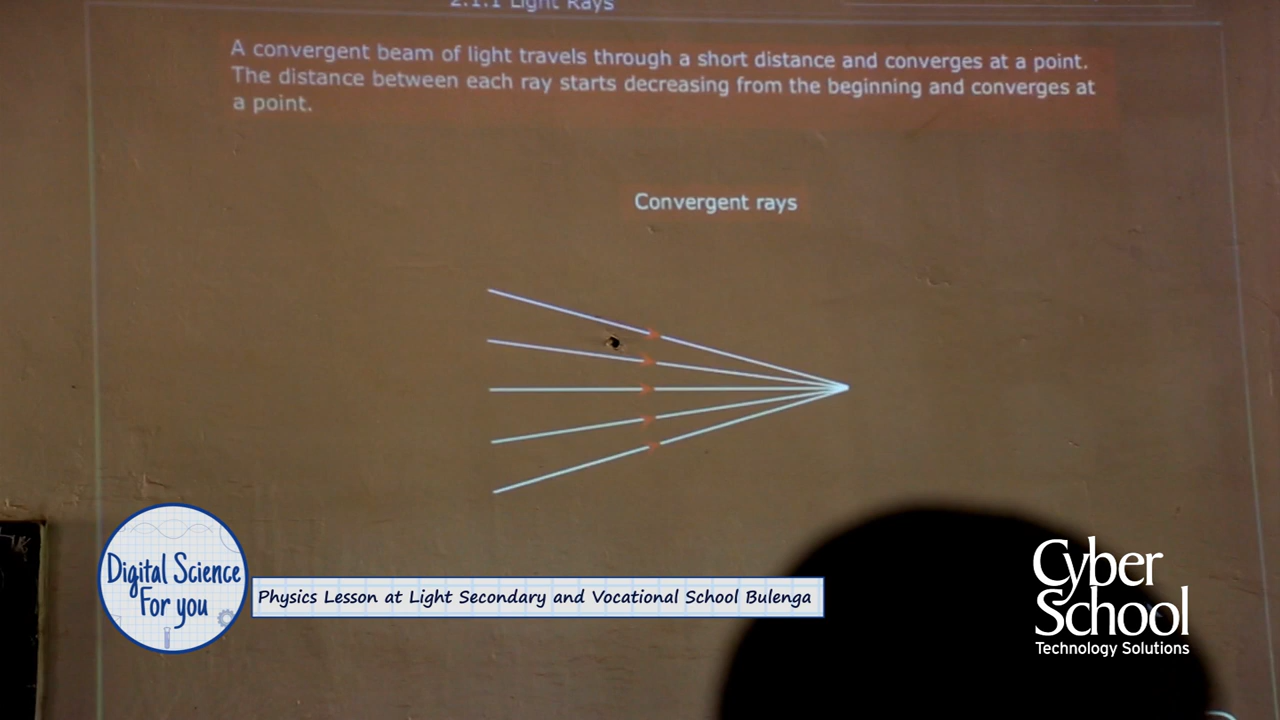 2.1.1 Light Rays
A convergent beam of light travels through a short distance and converges at a point.
The distance between each ray starts decreasing from the beginning and converges at
a point.
Convergent rays
Digital Science
For you
Physics Lesson at Light Secondary and Vocational School Bulenga
Cyber
School
Technology Solutions